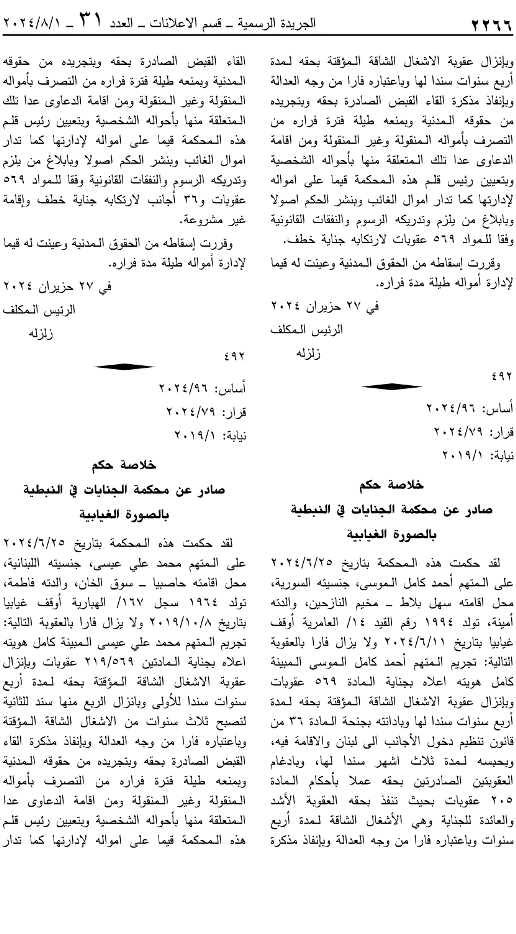 ٢٢٦٦
الجريدة الرسمية – قسم الاعلانات – العدد ٣١ – ٢٠٢٤/٨/١
وبإنزال عقوبة الاشغال الشاقة المؤقتة بحقه لمدة
أربع سنوات سندا لها وباعتباره فارا من وجه العدالة
وبإنفاذ مذكرة القاء القبض الصادرة بحقه وبتجريده
من حقوقه المدنية وبمنعه طيلة فترة فراره من
التصرف بأمواله المنقولة وغير المنقولة ومن اقامة
الدعاوى عدا تلك المتعلقة منها بأحواله الشخصية
وبتعيين رئيس قلم هذه المحكمة قيما على امواله
لإدارتها كما تدار اموال الغائب وبنشر الحكم اصولا
وبابلاغ من يلزم وتدريكه الرسوم والنفقات القانونية
وفقا للمواد ٥٦٩ عقوبات لارتكابه جناية خطف.
وقررت إسقاطه من الحقوق المدنية وعينت له قيما
لإدارة أمواله طيلة مدة فراره.
في ٢٧ حزيران ٢٠٢٤
الرئيس المكلف
زلزله
٤٩٢
أساس: ٢٠٢٤/٩٦
قرار: ٢٠٢٤/٧٩
نيابة: ٢٠١٩/١
خلاصة حكم
صادر عن محكمة الجنايات في النبطية
بالصورة الغيابية
لقد حكمت هذه المحكمة بتاريخ ٢٠٢٤/٦/٢٥
على المتهم أحمد كامل الموسى، جنسيته السورية،
محل اقامته سهل بلاط – مخيم النازحين، والدته
أمينة، تولد ١٩٩٤ رقم القيد ١٤/ العامرية أوقف
غيابيا بتاريخ ٢٠٢٤/٦/١١ ولا يزال فارا بالعقوبة
التالية: تجريم المتهم أحمد كامل الموسى المبينة
كامل هويته اعلاه بجناية المادة ٥٦٩ عقوبات
وبإنزال عقوبة الاشغال الشاقة المؤقتة بحقه لمدة
أربع سنوات سندا لها وبادانته بجنحة المادة ٣٦ من
قانون تنظيم دخول الأجانب الى لبنان والاقامة فيه،
وبحبسه لمدة ثلاث اشهر سندا لها، وبادغام
العقوبتين الصادرتين بحقه عملا بأحكام المادة
٢٠٥ عقوبات بحيث تنفذ بحقه العقوبة الأشد
والعائدة للجناية وهي الأشغال الشاقة لمدة أربع
سنوات وباعتباره فارا من وجه العدالة وبإنفاذ مذكرة
القاء القبض الصادرة بحقه وبتجريده من حقوقه
المدنية وبمنعه طيلة فترة فراره من التصرف بأمواله
المنقولة وغير المنقولة ومن اقامة الدعاوى عدا تلك
المتعلقة منها بأحواله الشخصية وبتعيين رئيس قلم
هذه المحكمة قيما على امواله لإدارتها كما تدار
اموال الغائب وبنشر الحكم اصولا وبابلاغ من يلزم
وتدريكه الرسوم والنفقات القانونية وفقا للمواد ٥٦٩
عقوبات و٣٦ أجانب لارتكابه جناية خطف وإقامة
غير مشروعة.
وقررت إسقاطه من الحقوق المدنية وعينت له قيما
لإدارة أمواله طيلة مدة فراره.
في ٢٧ حزيران ٢٠٢٤
الرئيس المكلف
زلزله
٤٩٢
أساس: ٢٠٢٤/٩٦
قرار: ٢٠٢٤/٧٩
نيابة: ٢٠١٩/١
خلاصة حكم
صادر عن محكمة الجنايات في النبطية
بالصورة الغيابية
لقد حكمت هذه المحكمة بتاريخ ٢٠٢٤/٦/٢٥
على المتهم محمد علي عيسى، جنسيته اللبنانية،
محل اقامته حاصبيا – سوق الخان، والدته فاطمة،
تولد ١٩٦٤ سجل ١٦٧/ الهبارية أوقف غيابيا
بتاريخ ٢٠١٩/١٠/٨ ولا يزال فارا بالعقوبة التالية:
تجريم المتهم محمد علي عيسى المبينة كامل هويته
اعلاه بجناية المادتين ٢١٩/٥٦٩ عقوبات وبإنزال
عقوبة الاشغال الشاقة المؤقتة بحقه لمدة أربع
سنوات سندا للأولى وبانزال الربع منها سند للثانية
لتصبح ثلاث سنوات من الاشغال الشاقة المؤقتة
وباعتباره فارا من وجه العدالة وبإنفاذ مذكرة القاء
القبض الصادرة بحقه وبتجريده من حقوقه المدنية
وبمنعه طيلة فترة فراره من التصرف بأمواله
المنقولة وغير المنقولة ومن اقامة الدعاوى عدا
المتعلقة منها بأحواله الشخصية وبتعيين رئيس قلم
هذه المحكمة قيما على امواله لإدارتها كما تدار